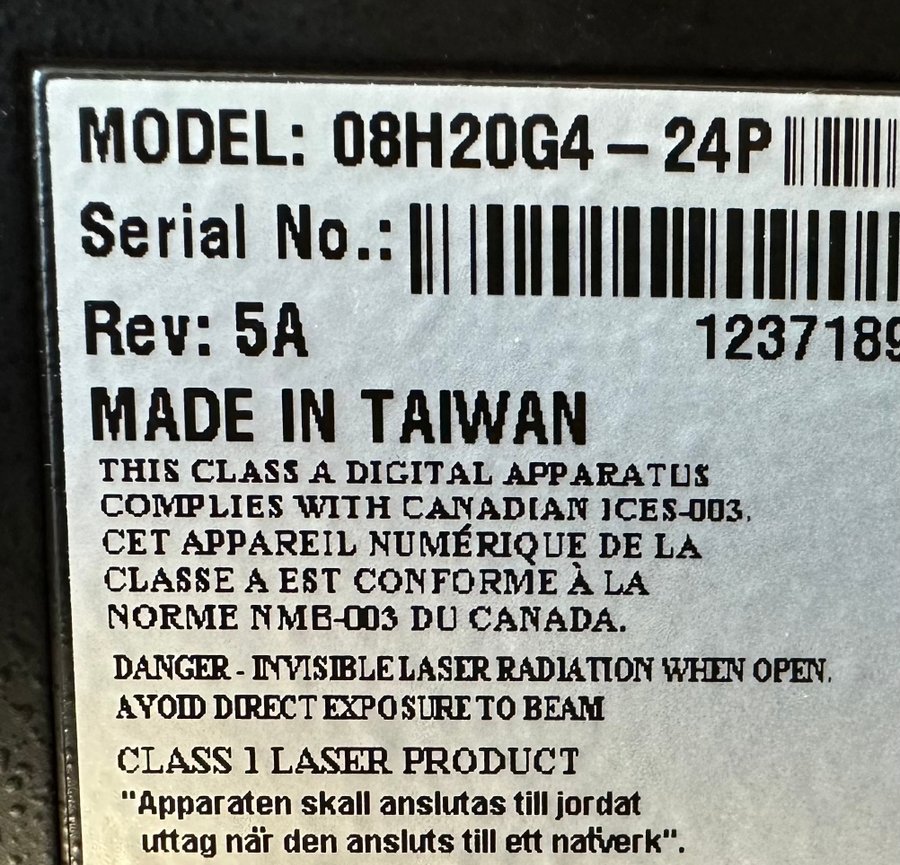 MODEL: 08H20G4 – 24P
Serial No.:
Rev: 5A
1237189
MADE IN TAIWAN
THIS CLASS A DIGITAL APPARATUS
COMPLIES WITH CANADIAN ICES-003.
CET APPAREIL NUMÉRIQUE DE LA
CLASSE A EST CONFORME À LA
NORME NMB-003 DU CANADA.
DANGER - INVISIBLE LASER RADIATION WHEN OPEN.
AVOID DIRECT EXPOSURE TO BEAM
CLASS 1 LASER PRODUCT
"Apparaten skall anslutas till jordat
uttag når den ansluts till ett natverk".